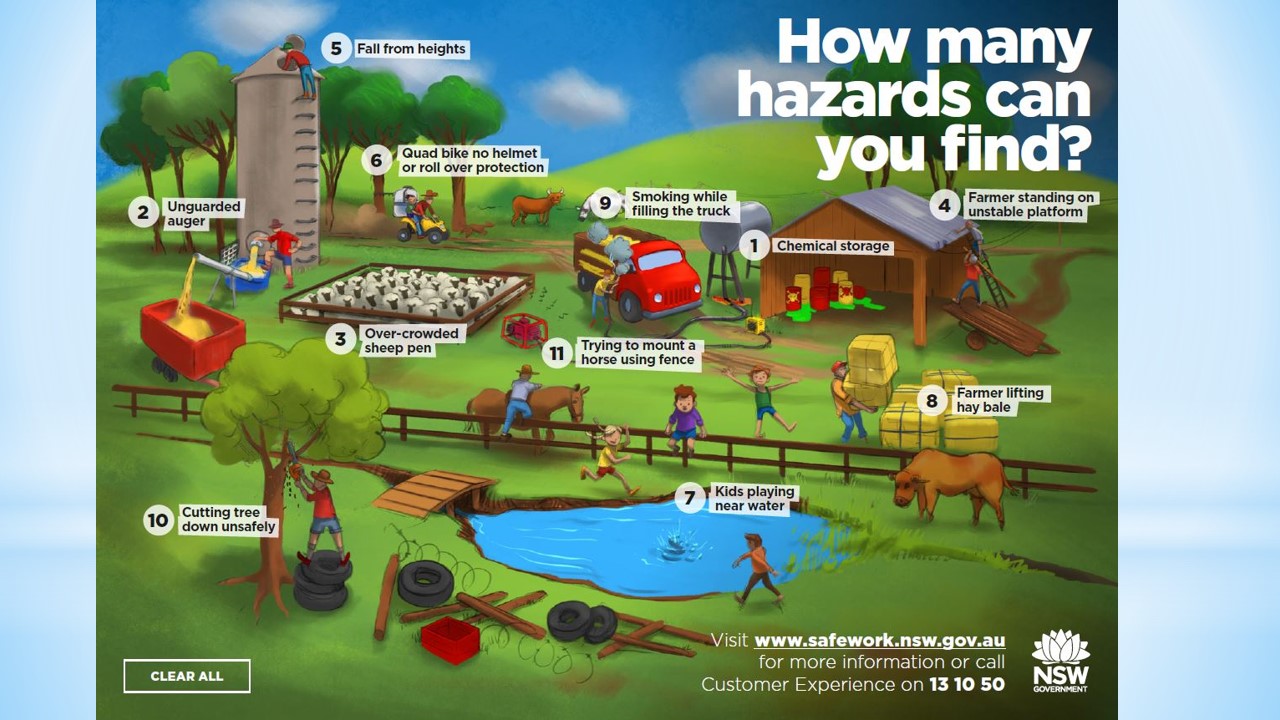 How many
hazards can
you find?
5 Fall from heights
6 Quad bike no helmet
or roll over protection
2 Unguarded
auger
9 Smoking while
filling the truck
4 Farmer standing on
unstable platform
1 Chemical storage
3 Over-crowded
sheep pen
11 Trying to mount a
horse using fence
8 Farmer lifting
hay bale
7 Kids playing
near water
10 Cutting tree
down unsafely
Visit www.safework.nsw.gov.au
for more information or call
Customer Experience on 13 10 50
NSW
GOVERNMENT
CLEAR ALL